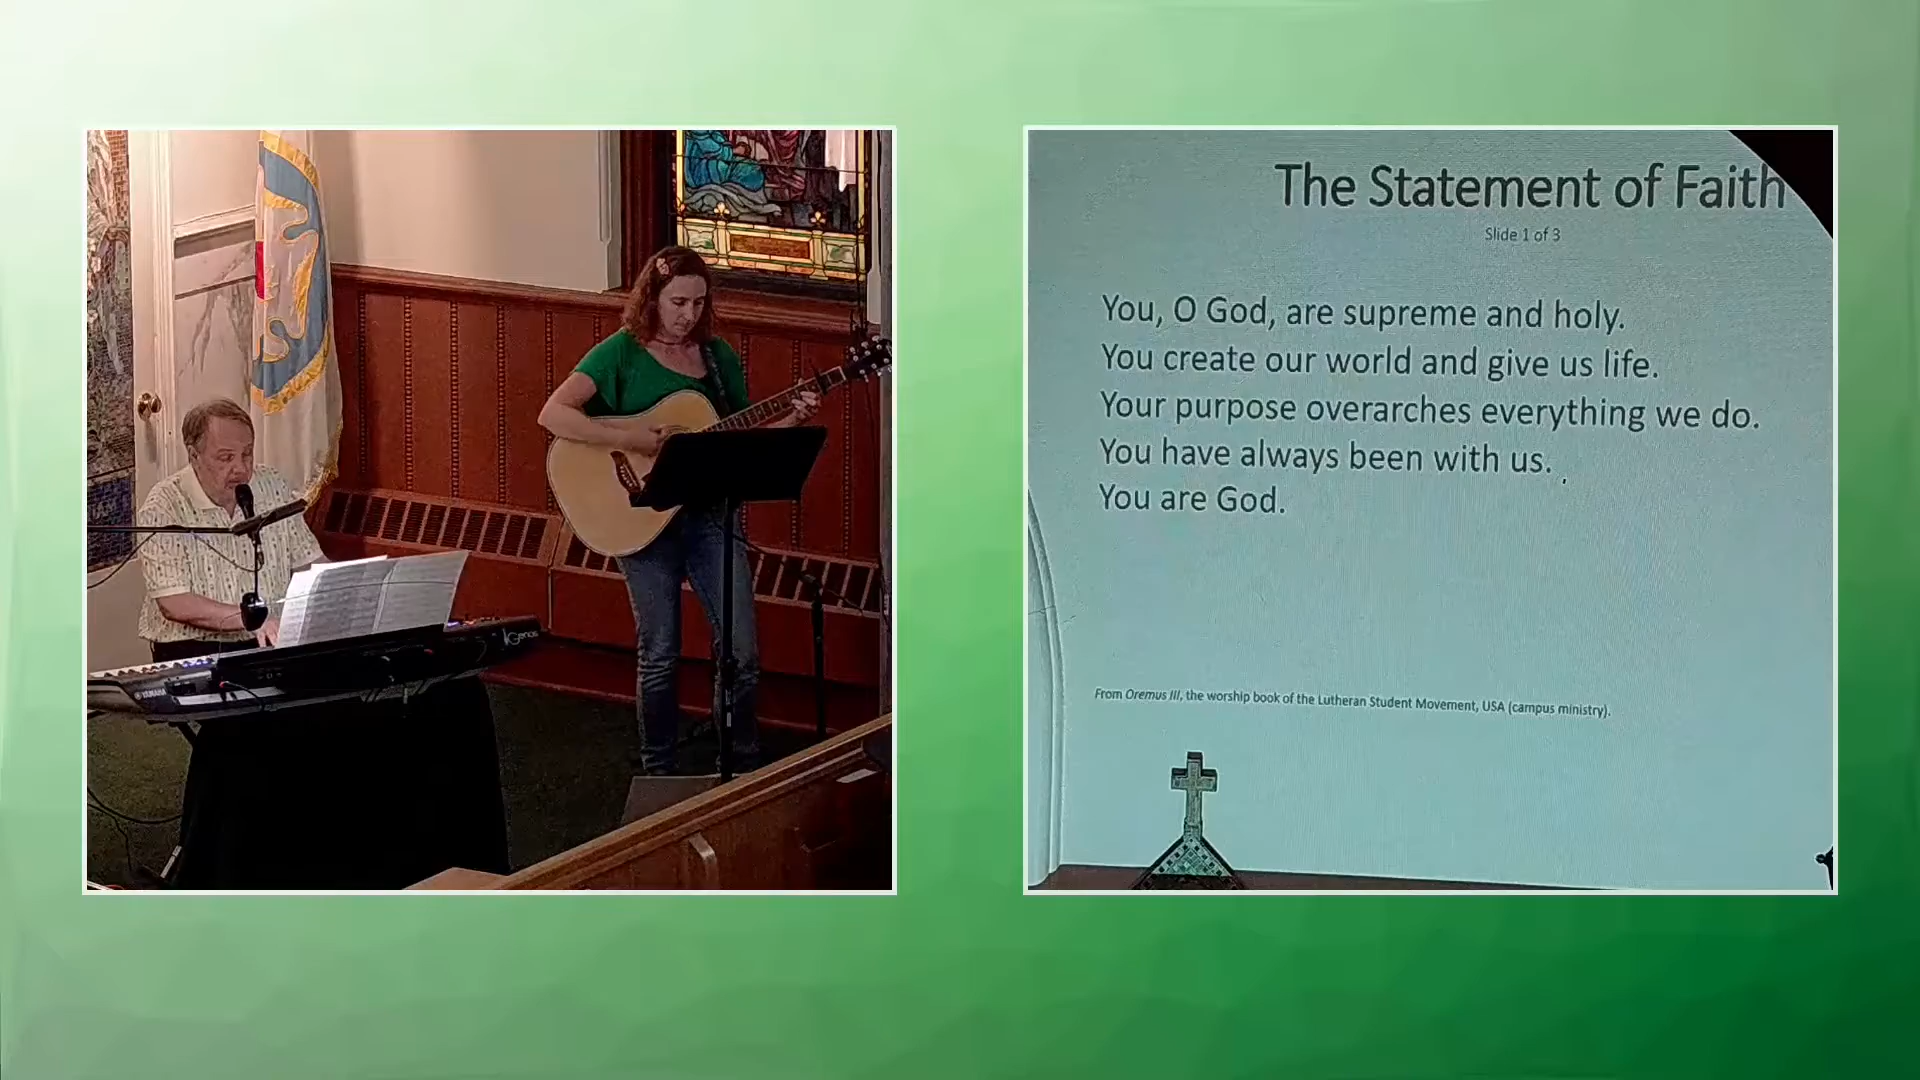 The Statement of Faith
Slide 1 of 3
You, O God, are supreme and holy.
You create our world and give us life.
Your purpose overarches everything we do.
You have always been with us.
You are God.
From Oremus III, the worship book of the Lutheran Student Movement, USA (campus ministry).
YAMAHA
Genos